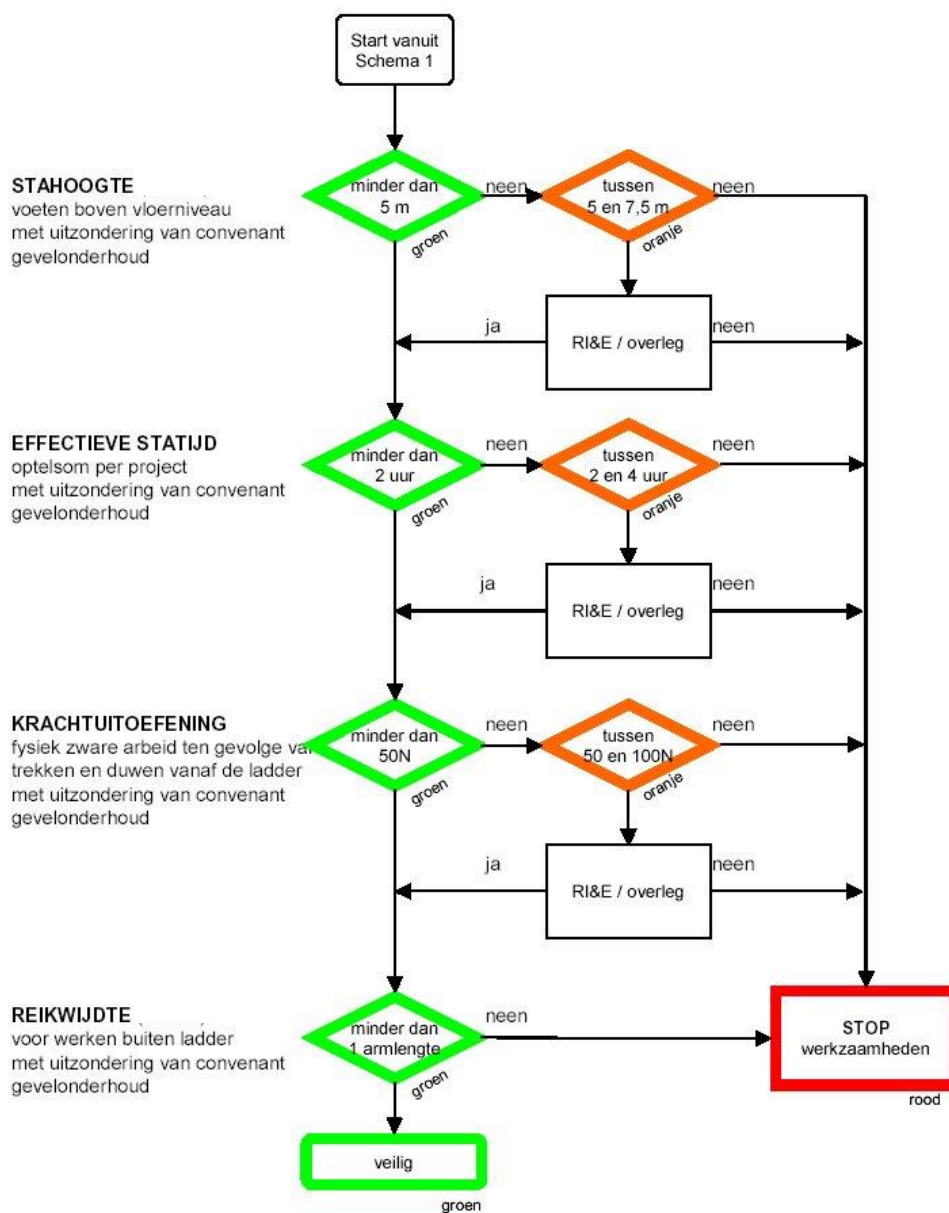 Start vanuit
Schema 1
STAHOOGTE
voeten boven vloerniveau
met uitzondering van convenant
gevelonderhoud
minder dan
5 m
groen
neen
tussen
5 en 7,5 m
oranje
neen
ja
RI&E / overleg
neen
EFFECTIEVE STATIJD
optelsom per project
met uitzondering van convenant
gevelonderhoud
minder dan
2 uur
groen
neen
tussen
2 en 4 uur
oranje
neen
ja
RI&E / overleg
neen
KRACHTUITOEFENING
fysiek zware arbeid ten gevolge va
trekken en duwen vanaf de ladder
met uitzondering van convenant
gevelonderhoud
minder dan
50N
groen
neen
tussen
50 en 100N
oranje
neen
ja
RI&E / overleg
neen
REIKWIJDTE
voor werken buiten ladder
met uitzondering van convenant
gevelonderhoud
minder dan
1 armlengte
groen
neen
STOP
werkzaamheden
rood
veilig
groen